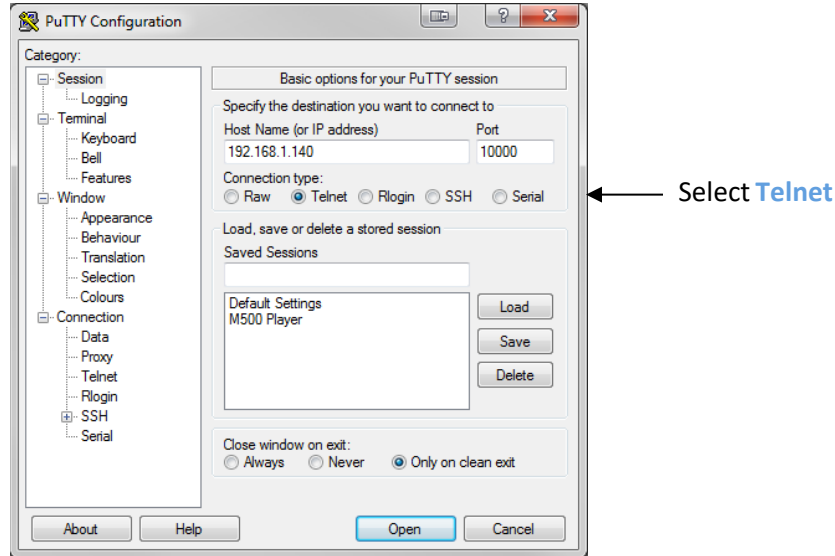 PuTTY Configuration
Category:
Session
Logging
Terminal
Keyboard
Bell
Features
Window
Appearance
Behaviour
Translation
Selection
Colours
Connection
Data
Proxy
Telnet
Rlogin
SSH
Serial
Basic options for your PuTTY session
Specify the destination you want to connect to
Host Name (or IP address) Port
192.168.1.140 10000
Connection type:
Raw Telnet Rlogin SSH Serial
Load, save or delete a stored session
Saved Sessions
Default Settings
M500 Player
Load
Save
Delete
Close window on exit:
Always Never Only on clean exit
About Help Open Cancel
Select Telnet